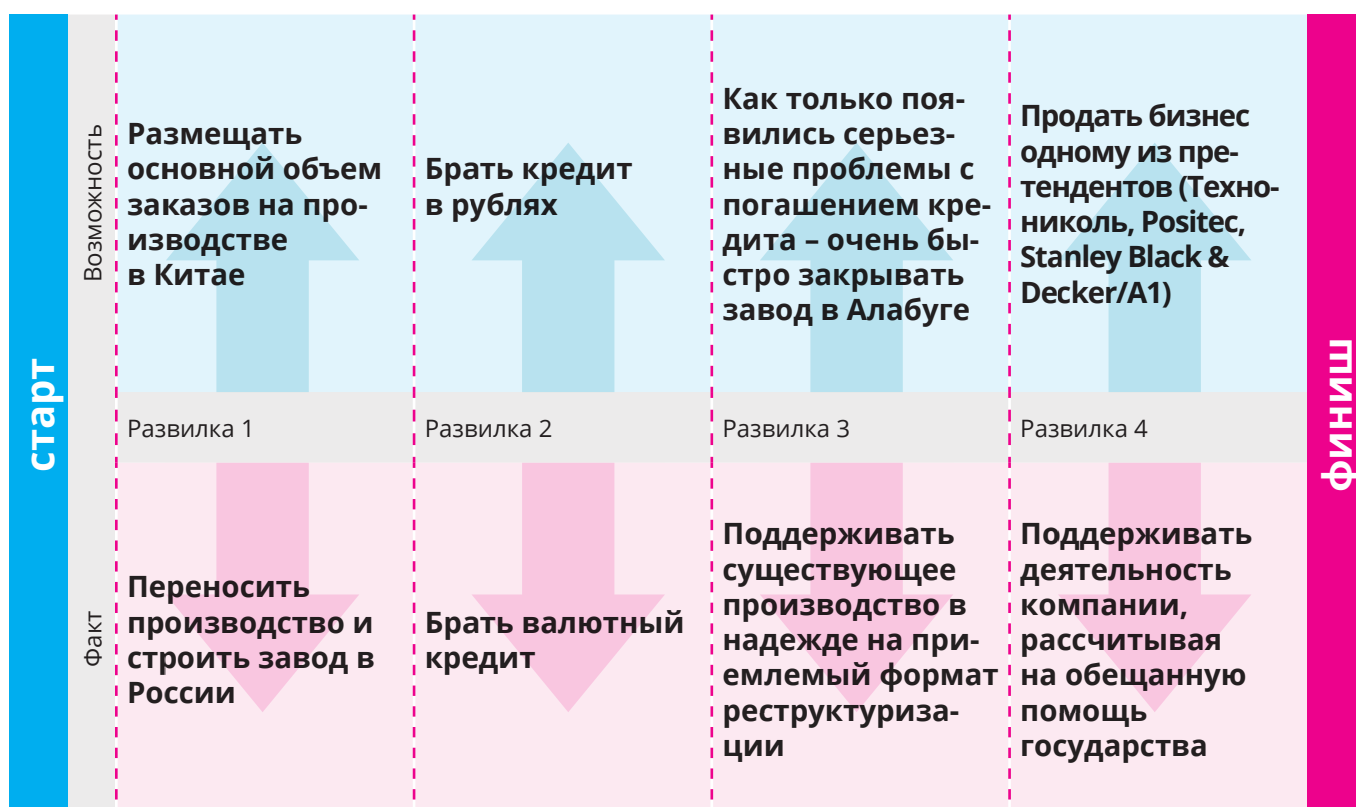 старт
Возможность
Размещать
основной объем
заказов на про-
изводстве
в Китае
Брать кредит
в рублях
Как только поя-
вились серьез-
ные проблемы с
погашением кре-
дита – очень бы-
стро закрывать
завод в Алабуге
Продать бизнес
одному из пре-
тендентов (Техно-
николь, Positec,
Stanley Black &
Decker/A1)
Развилка 1
Развилка 2
Развилка 3
Развилка 4
Факт
Переносить
производство и
строить завод в
России
Брать валютный
кредит
Поддерживать
существующее
производство в
надежде на при-
емлемый формат
реструктуриза-
ции
Поддерживать
деятельность
компании,
рассчитывая
на обещанную
помощь
государства
финиш